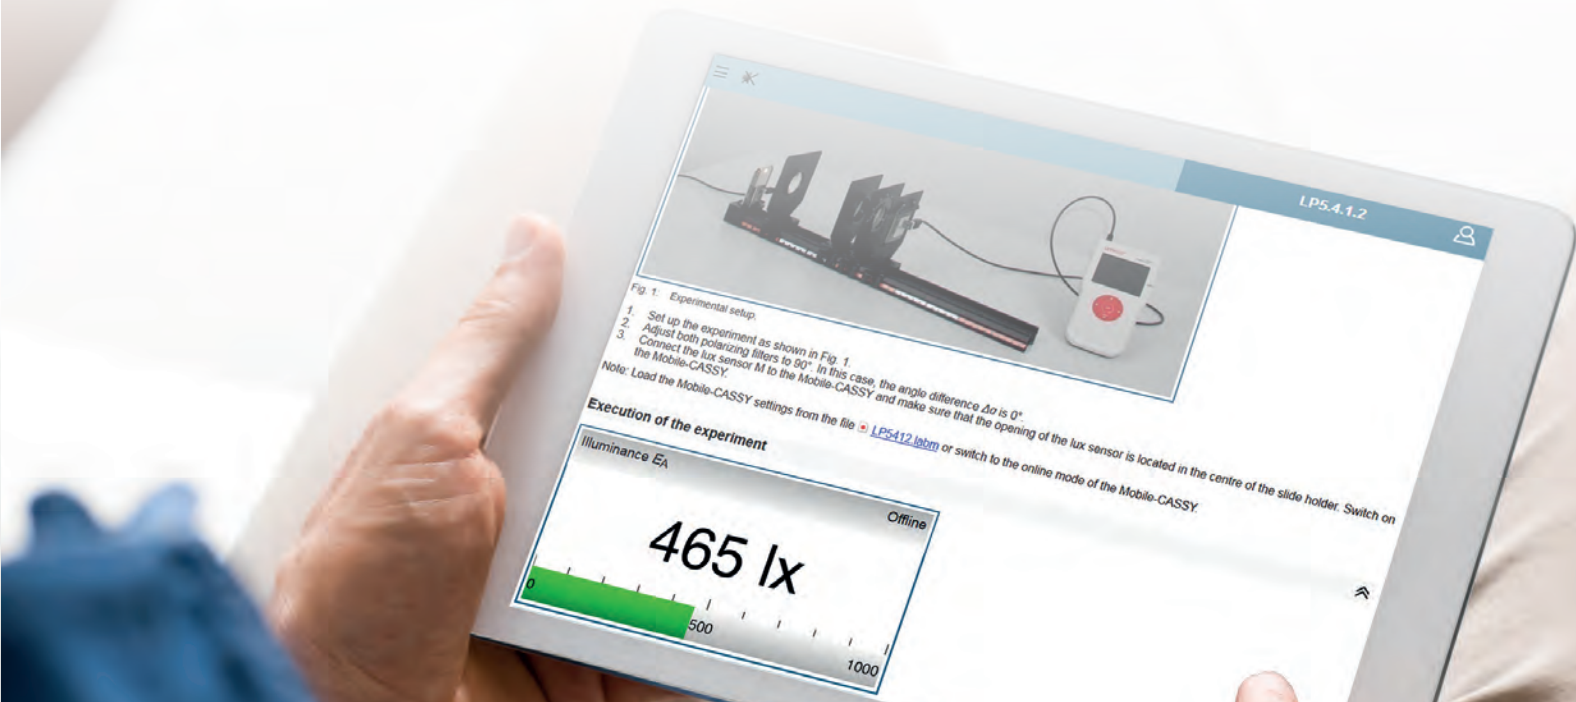 LP5.4.1.2
Fig. 1: Experimental setup.
1. Set up the experiment as shown in Fig. 1.
2. Adjust both polarizing filters to 90°. In this case, the angle difference Δα is 0°.
3. Connect the lux sensor M to the Mobile-CASSY and make sure that the opening of the lux sensor is located in the centre of the slide holder. Switch on
the Mobile-CASSY.
Note: Load the Mobile-CASSY settings from the file LP5412.labm or switch to the online mode of the Mobile-CASSY.
Execution of the experiment
Illuminance EA
Offline
465 lx
0
500
1000